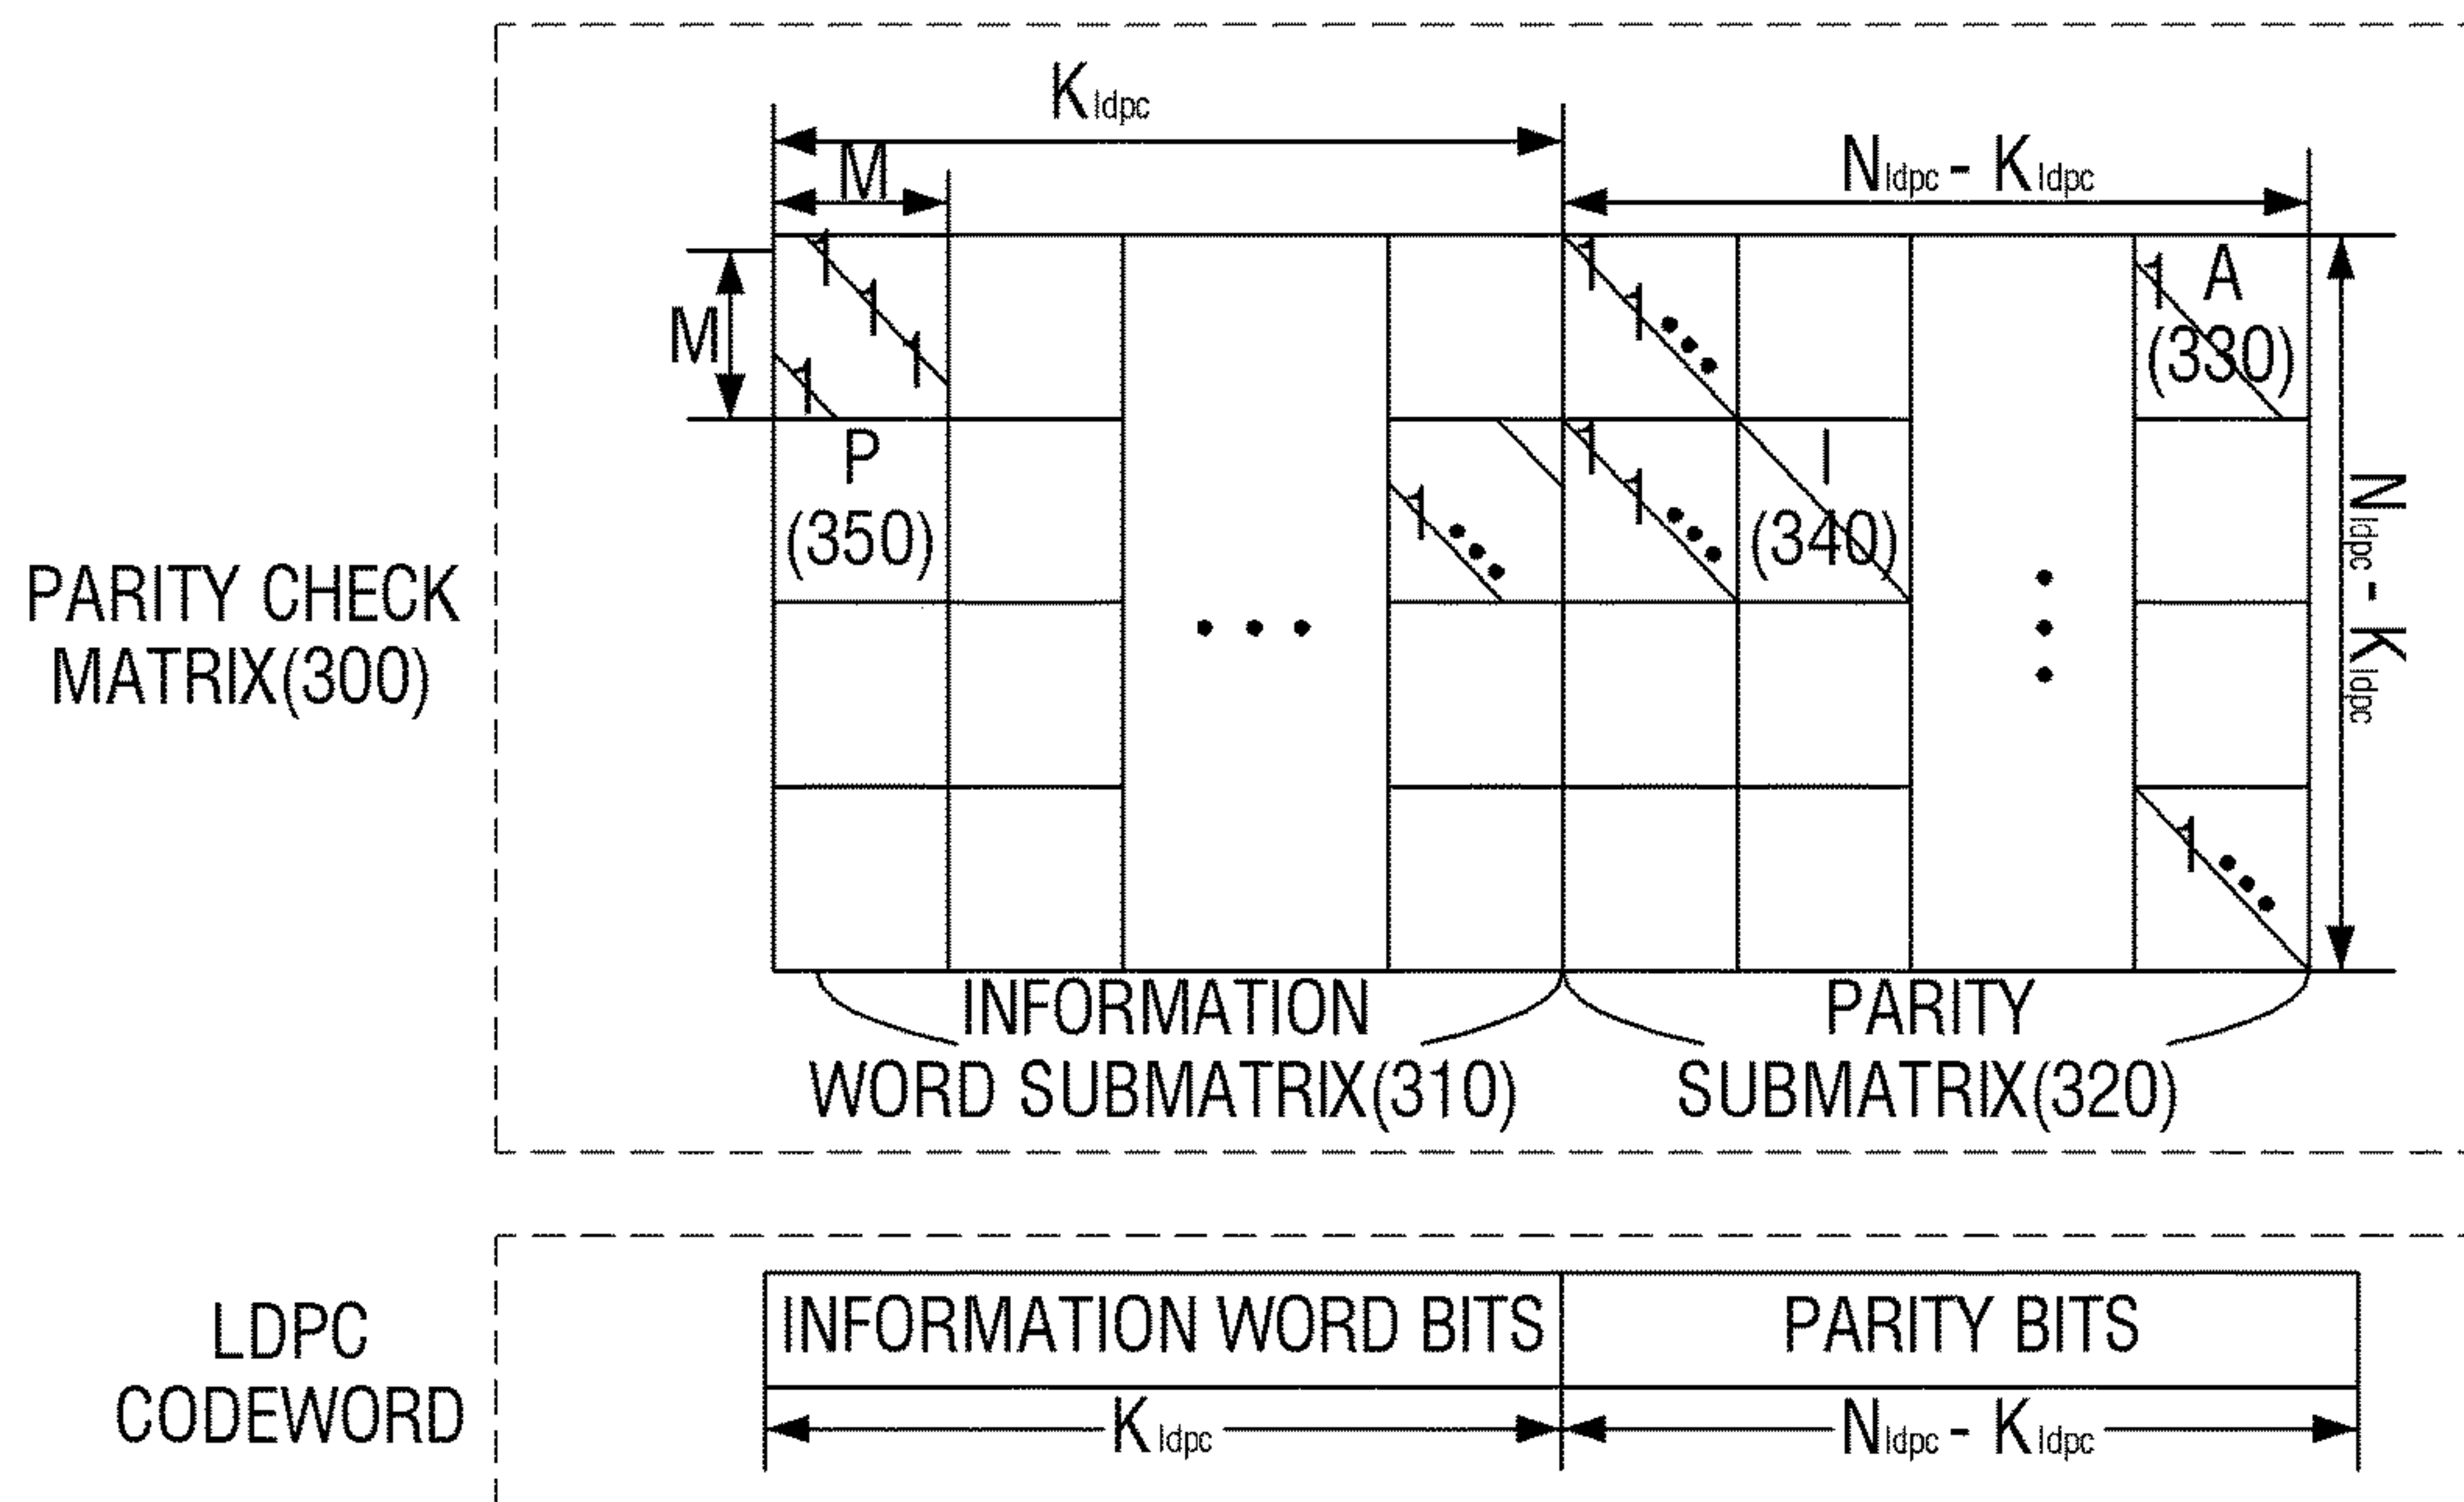 Kldpc
M
Nldpc - Kldpc
1
1
1
1
M
1
1
1
A
(330)
P
(350)
1
1
1
I
(340)
Nldpc - Kldpc
PARITY CHECK
MATRIX(300)
1
INFORMATION
WORD SUBMATRIX(310)
PARITY
SUBMATRIX(320)
LDPC
CODEWORD
INFORMATION WORD BITS
PARITY BITS
Kldpc
Nldpc - Kldpc